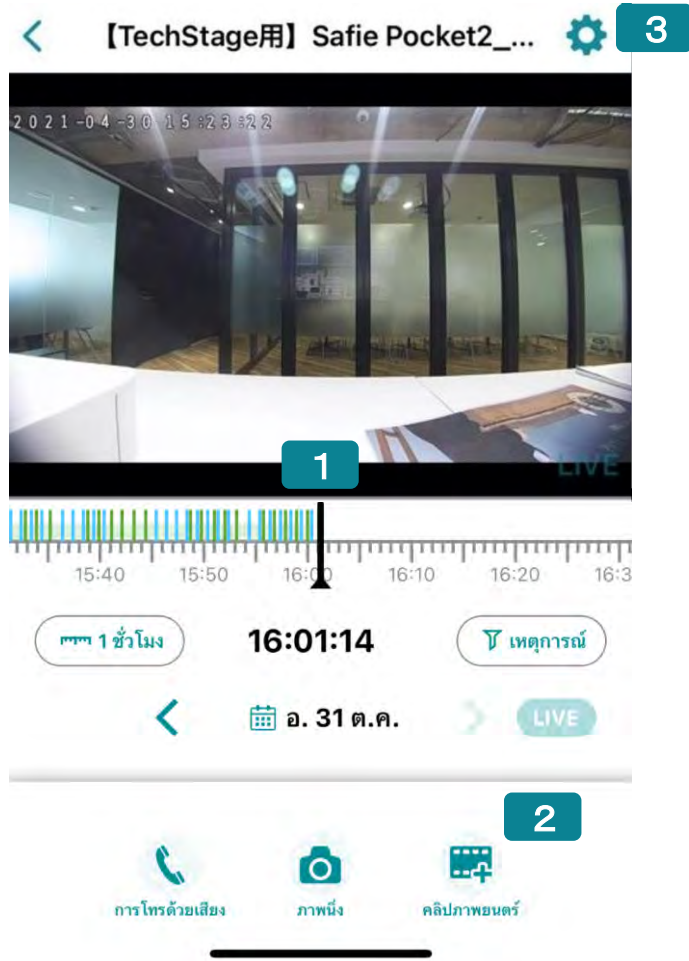 【TechStage用】Safie Pocket2_...
3
2021-04-30 15:23:22
1
LIVE
15:40 15:50 16:00 16:10 16:20 16:3
1 ชั่วโมง
16:01:14
เหตุการณ์
อ. 31 ต.ค.
LIVE
2
การโทรด้วยเสียง
ภาพนิ่ง
คลิปภาพยนตร์